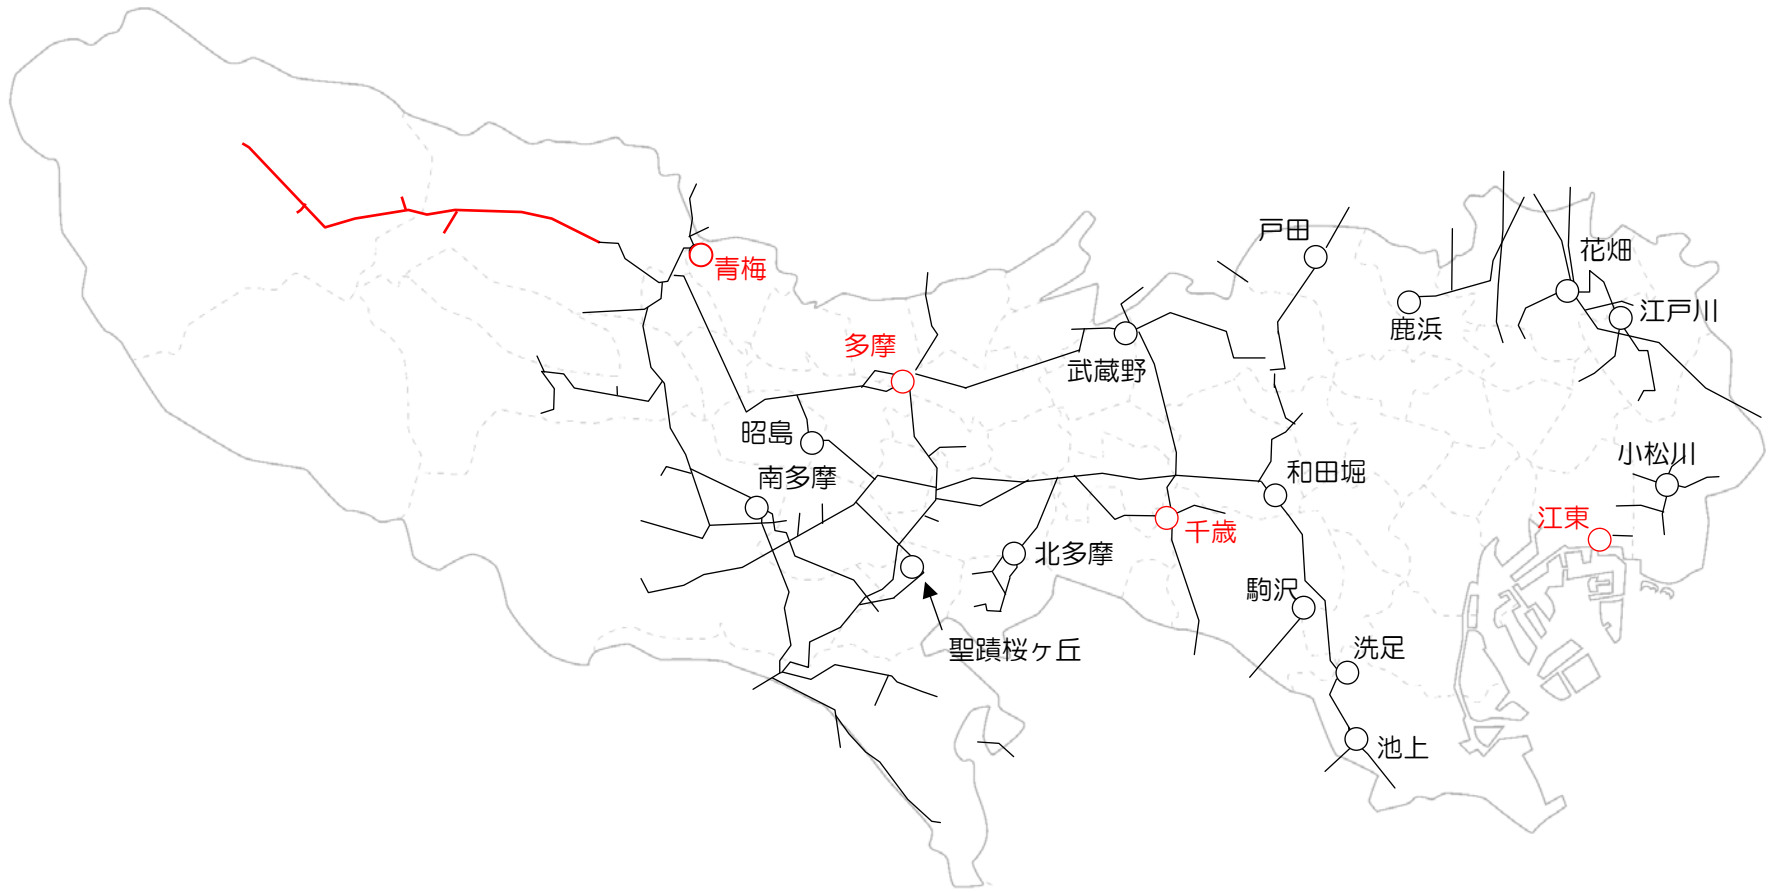 戸田
花畑
青梅
江戸川
鹿浜
多摩
武蔵野
昭島
小松川
南多摩
和田堀
江東
千歳
北多摩
駒沢
聖蹟桜ヶ丘
洗足
池上